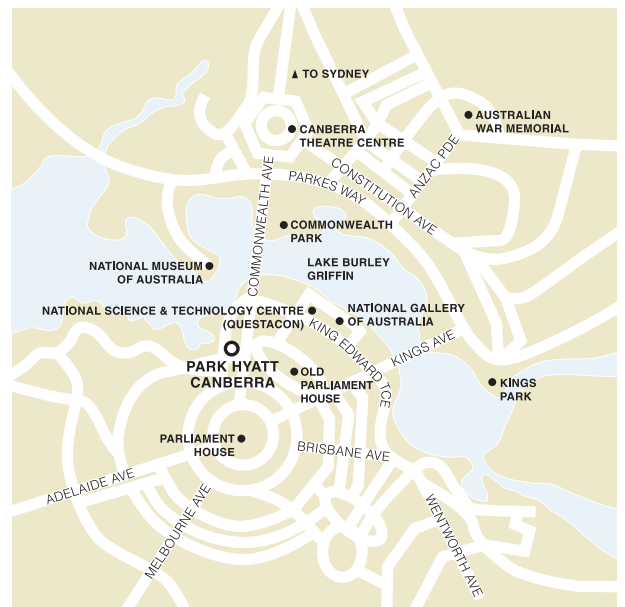 ▲ TO SYDNEY
AUSTRALIAN
WAR MEMORIAL
CANBERRA
THEATRE CENTRE
CONSTITUTION AVE
ANZAC PDE
PARKES WAY
COMMONWEALTH AVE
COMMONWEALTH
PARK
NATIONAL MUSEUM
OF AUSTRALIA
LAKE BURLEY
GRIFFIN
NATIONAL SCIENCE & TECHNOLOGY CENTRE
(QUESTACON)
NATIONAL GALLERY
OF AUSTRALIA
KING EDWARD TCE
KINGS AVE
PARK HYATT
CANBERRA
OLD
PARLIAMENT
HOUSE
KINGS
PARK
PARLIAMENT
HOUSE
BRISBANE AVE
ADELAIDE AVE
MELBOURNE AVE
WENTWORTH AVE